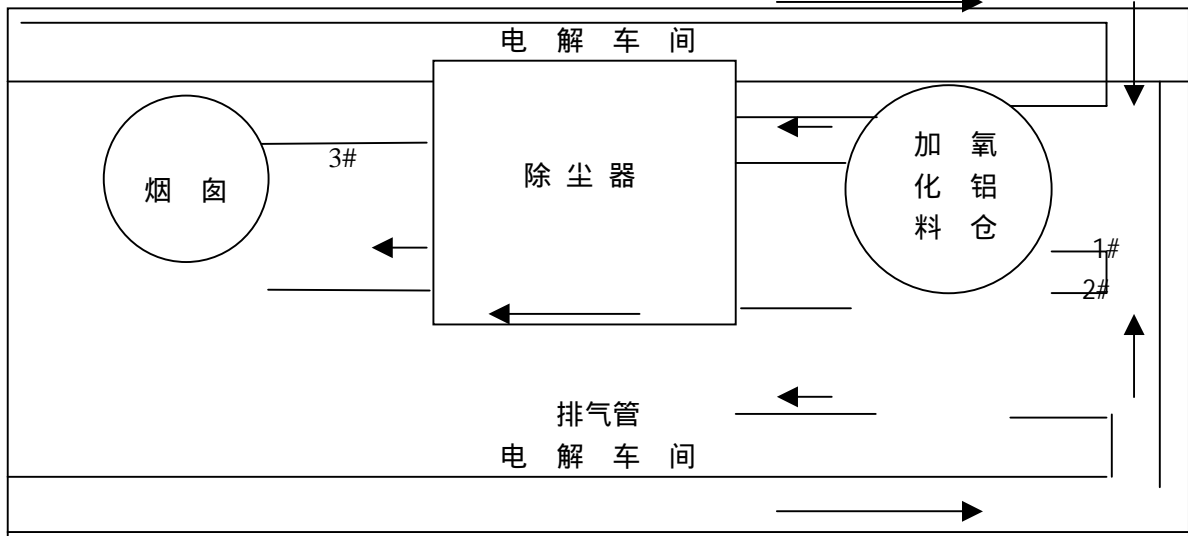 电 解 车 间
3#
烟 囱
除 尘 器
加 氧
化 铝
料 仓
1#
2#
排气管
电 解 车 间